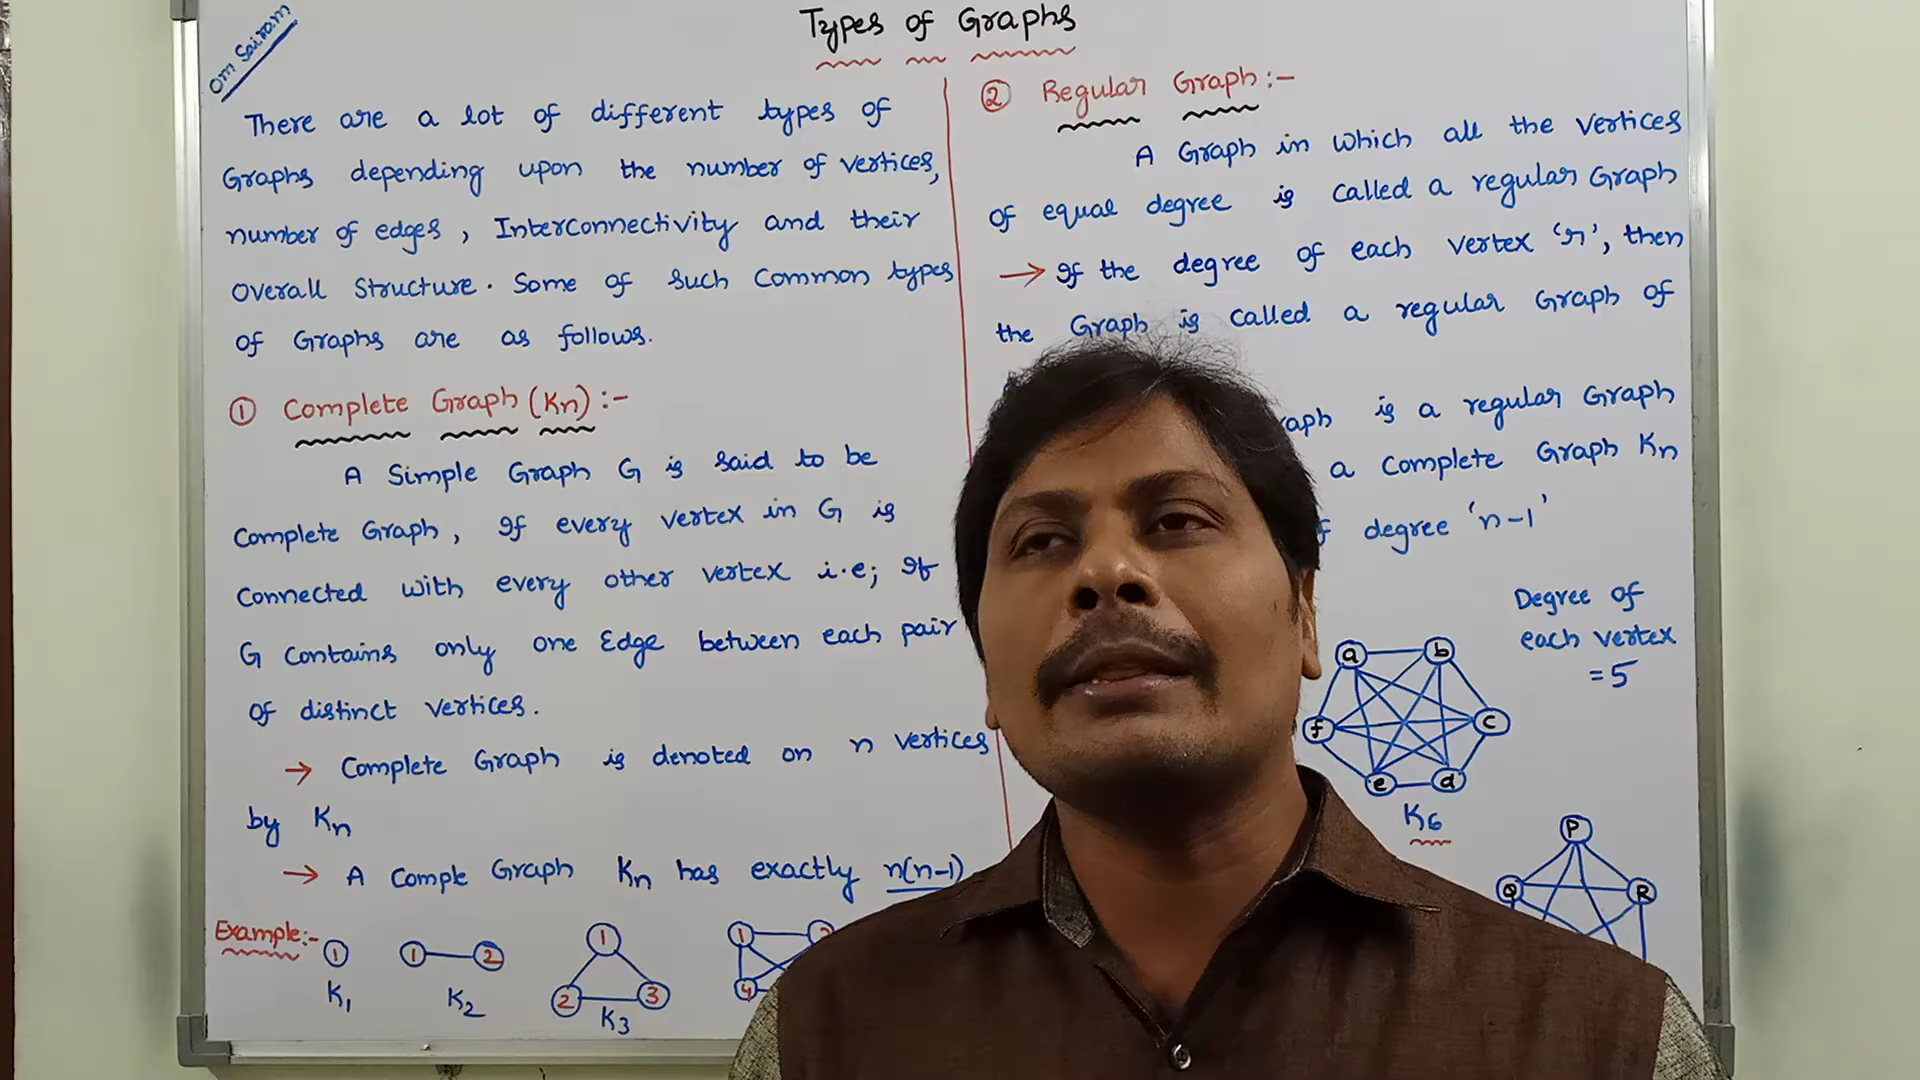 Om Sairam
Types of Graphs
There are a lot of different types of
Graphs depending upon the number of vertices,
number of edges, Interconnectivity and their
Overall Structure. Some of Such Common types
of Graphs are as follows.
① Complete Graph (Kn) :-
A Simple Graph G is said to be
Complete Graph, If every vertex in G is
Connected with every other vertex i.e; If
G contains only one Edge between each pair
of distinct vertices.
→ Complete Graph is denoted on n vertices
by Kn
→ A Comple Graph Kn has exactly n(n-1)
Example:-
1
K1
1 2
K2
1
2 3
K3
1
4
② Regular Graph :-
A Graph in which all the vertices
of equal degree is called a regular Graph
→ If the degree of each vertex 'r', then
the Graph is called a regular Graph of
is a regular Graph
a Complete Graph Kn
degree 'n-1'
Degree of
each vertex
= 5
a b
f c
e d
K6
P
Q R